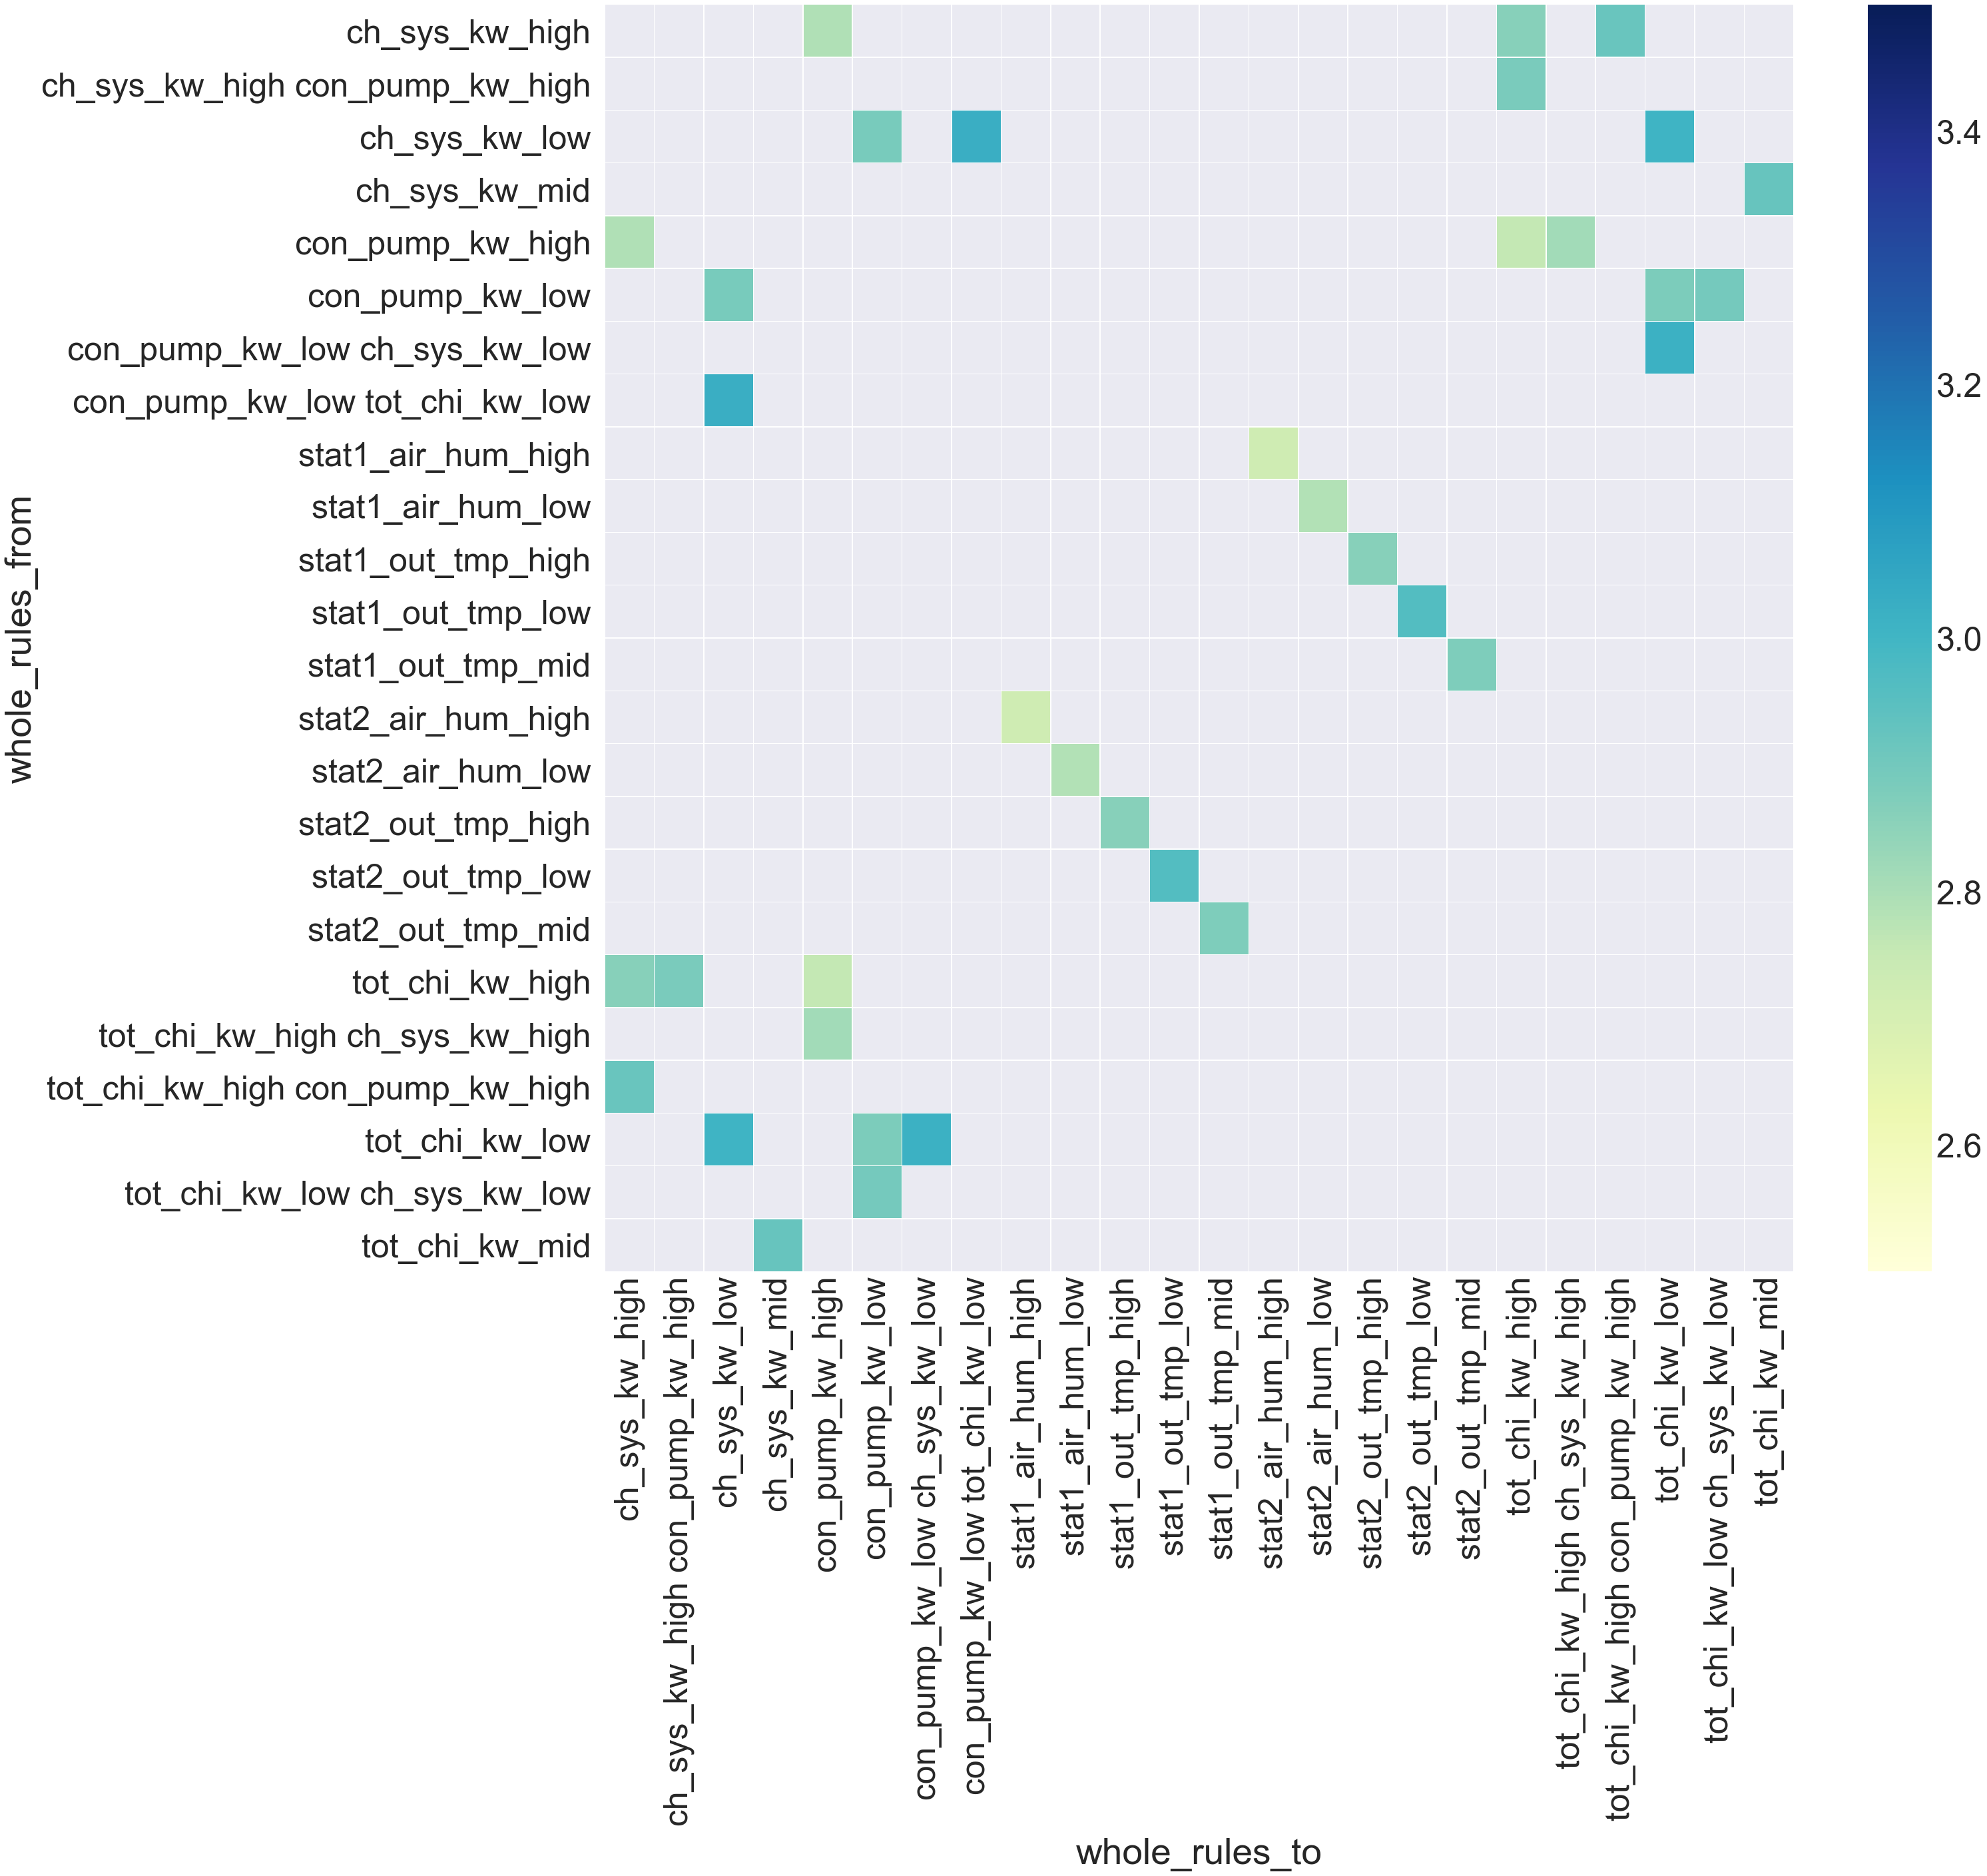 whole_rules_from
ch_sys_kw_high
ch_sys_kw_high con_pump_kw_high
ch_sys_kw_low
ch_sys_kw_mid
con_pump_kw_high
con_pump_kw_low
con_pump_kw_low ch_sys_kw_low
con_pump_kw_low tot_chi_kw_low
stat1_air_hum_high
stat1_air_hum_low
stat1_out_tmp_high
stat1_out_tmp_low
stat1_out_tmp_mid
stat2_air_hum_high
stat2_air_hum_low
stat2_out_tmp_high
stat2_out_tmp_low
stat2_out_tmp_mid
tot_chi_kw_high
tot_chi_kw_high ch_sys_kw_high
tot_chi_kw_high con_pump_kw_high
tot_chi_kw_low
tot_chi_kw_low ch_sys_kw_low
tot_chi_kw_mid
ch_sys_kw_high
ch_sys_kw_high con_pump_kw_high
ch_sys_kw_low
ch_sys_kw_mid
con_pump_kw_high
con_pump_kw_low
con_pump_kw_low ch_sys_kw_low
con_pump_kw_low tot_chi_kw_low
stat1_air_hum_high
stat1_air_hum_low
stat1_out_tmp_high
stat1_out_tmp_low
stat1_out_tmp_mid
stat2_air_hum_high
stat2_air_hum_low
stat2_out_tmp_high
stat2_out_tmp_low
stat2_out_tmp_mid
tot_chi_kw_high
tot_chi_kw_high ch_sys_kw_high
tot_chi_kw_high con_pump_kw_high
tot_chi_kw_low
tot_chi_kw_low ch_sys_kw_low
tot_chi_kw_mid
whole_rules_to
3.4
3.2
3.0
2.8
2.6